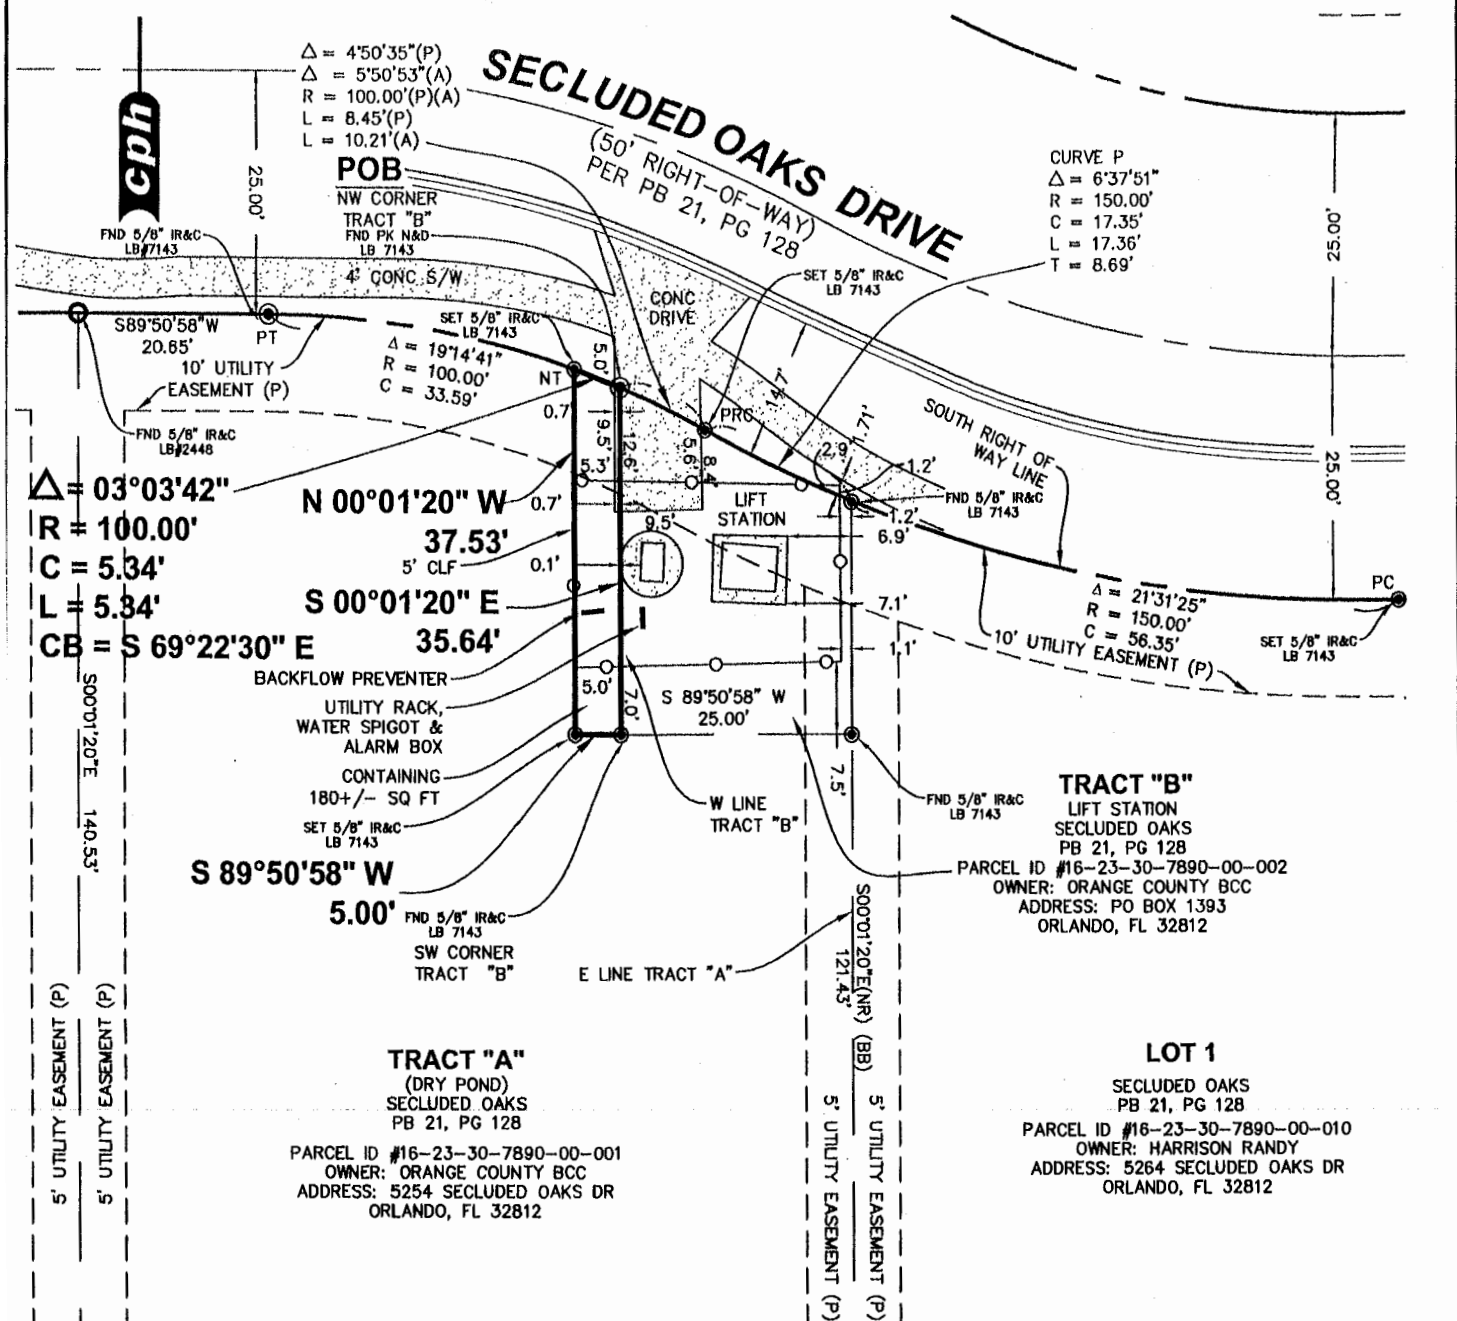 Δ = 4°50'35"(P)
Δ = 5°50'53"(A)
R = 100.00'(P)(A)
L = 8.45'(P)
L = 10.21'(A)
SECLUDED OAKS DRIVE
(50' RIGHT-OF-WAY)
PER PB 21, PG 128
cph
25.00'
POB
NW CORNER
TRACT "B"
FND PK N&D
LB 7143
CURVE P
Δ = 6°37'51"
R = 150.00'
C = 17.35'
L = 17.36'
T = 8.69'
25.00'
FND 5/8" IR&C
LB#7143
4' CONC S/W
CONC
DRIVE
SET 5/8" IR&C
LB 7143
SET 5/8" IR&C
LB 7143
S89°50'58"W
20.65'
PT
10' UTILITY
EASEMENT (P)
Δ = 19°14'41"
R = 100.00'
C = 33.59'
NT
5.0'
0.7'
9.5'
12.6'
5.3'
0.7'
9.5'
0.1'
5.6'
8.4'
PRC
14.7'
2.9'
1.71'
1.2'
1.2'
6.9'
7.1'
1.1'
SOUTH RIGHT OF
WAY LINE
FND 5/8" IR&C
LB 7143
25.00'
FND 5/8" IR&C
LB#2448
LIFT
STATION
Δ = 03°03'42"
R = 100.00'
C = 5.34'
L = 5.34'
CB = S 69°22'30" E
N 00°01'20" W
37.53'
5' CLF
S 00°01'20" E
35.64'
Δ = 21°31'25"
R = 150.00'
C = 56.35'
PC
SET 5/8" IR&C
LB 7143
10' UTILITY EASEMENT (P)
BACKFLOW PREVENTER
UTILITY RACK,
WATER SPIGOT &
ALARM BOX
CONTAINING
180+/- SQ FT
SET 5/8" IR&C
LB 7143
5.0'
7.0'
S 89°50'58" W
25.00'
7.5'
S 89°50'58" W
5.00'
FND 5/8" IR&C
LB 7143
SW CORNER
TRACT "B"
W LINE
TRACT "B"
FND 5/8" IR&C
LB 7143
TRACT "B"
LIFT STATION
SECLUDED OAKS
PB 21, PG 128
PARCEL ID #16-23-30-7890-00-002
OWNER: ORANGE COUNTY BCC
ADDRESS: PO BOX 1393
ORLANDO, FL 32812
S00°01'20"E 140.53'
E LINE TRACT "A"
S00°01'20"E(NR) (BB)
121.43'
5' UTILITY EASEMENT (P)
5' UTILITY EASEMENT (P)
TRACT "A"
(DRY POND)
SECLUDED OAKS
PB 21, PG 128
PARCEL ID #16-23-30-7890-00-001
OWNER: ORANGE COUNTY BCC
ADDRESS: 5254 SECLUDED OAKS DR
ORLANDO, FL 32812
5' UTILITY EASEMENT (P)
5' UTILITY EASEMENT (P)
LOT 1
SECLUDED OAKS
PB 21, PG 128
PARCEL ID #16-23-30-7890-00-010
OWNER: HARRISON RANDY
ADDRESS: 5264 SECLUDED OAKS DR
ORLANDO, FL 32812